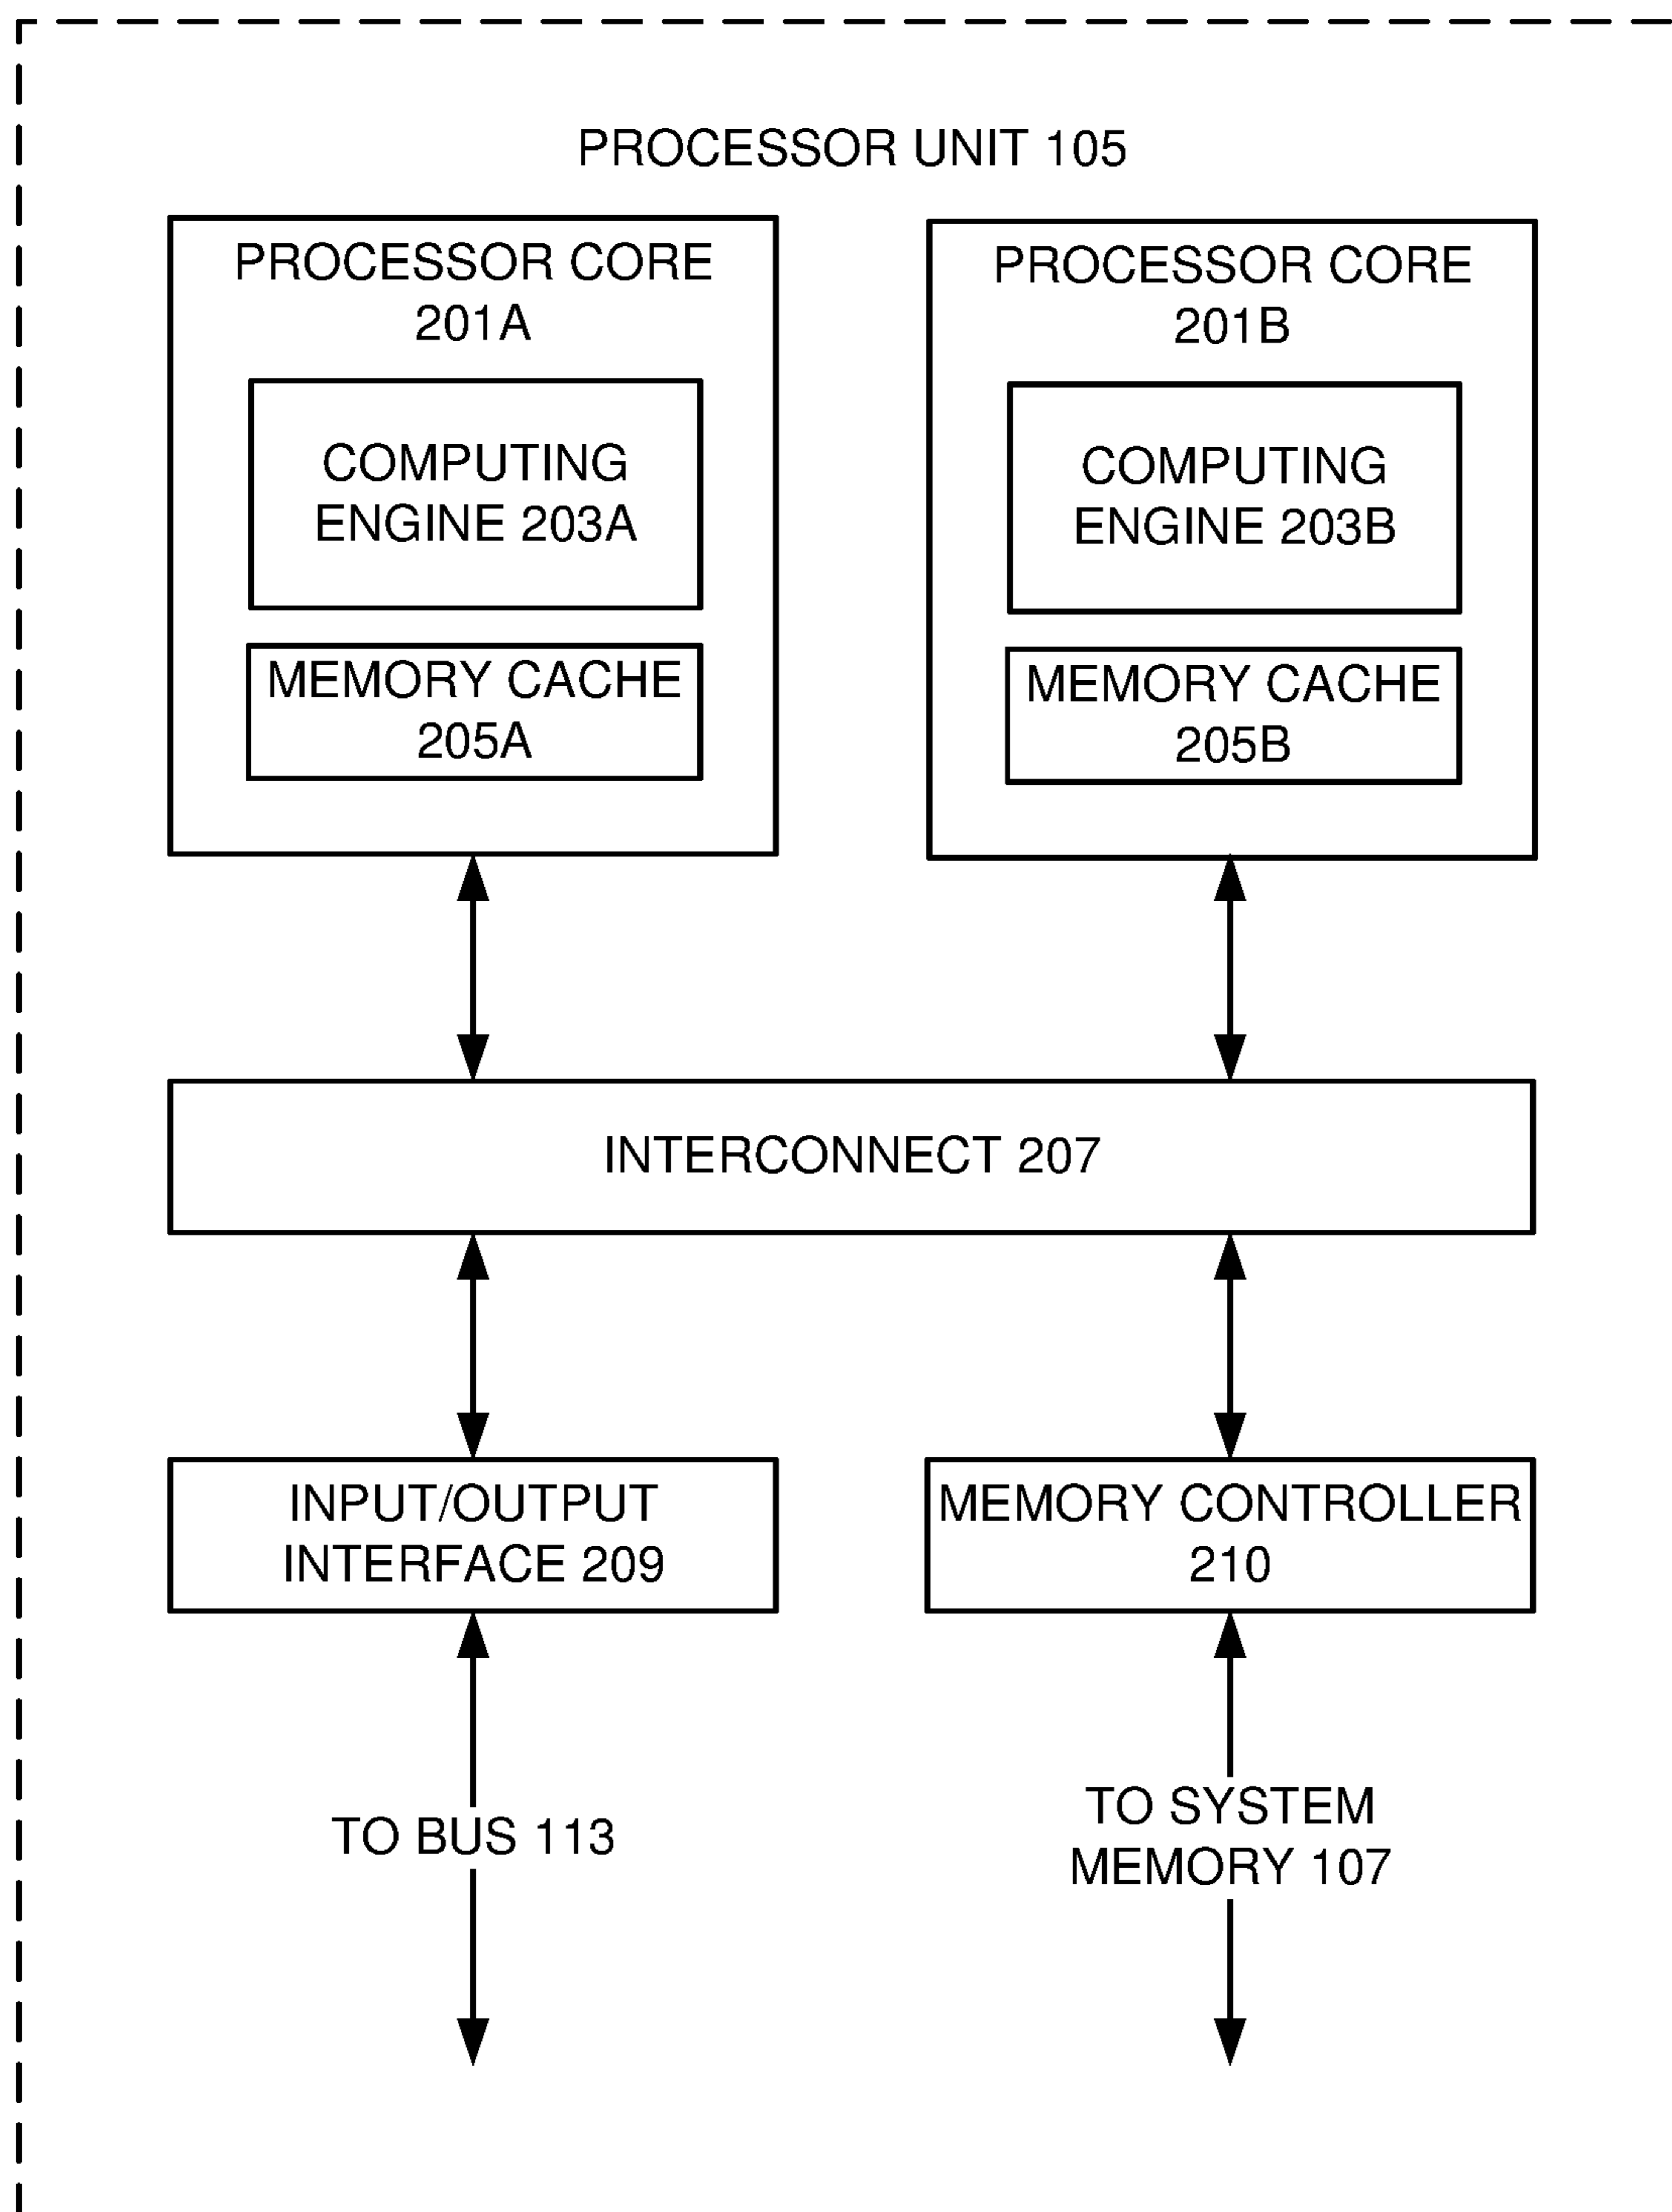 PROCESSOR UNIT 105
PROCESSOR CORE
201A
COMPUTING
ENGINE 203A
MEMORY CACHE
205A
PROCESSOR CORE
201B
COMPUTING
ENGINE 203B
MEMORY CACHE
205B
INTERCONNECT 207
INPUT/OUTPUT
INTERFACE 209
MEMORY CONTROLLER
210
TO BUS 113
TO SYSTEM
MEMORY 107